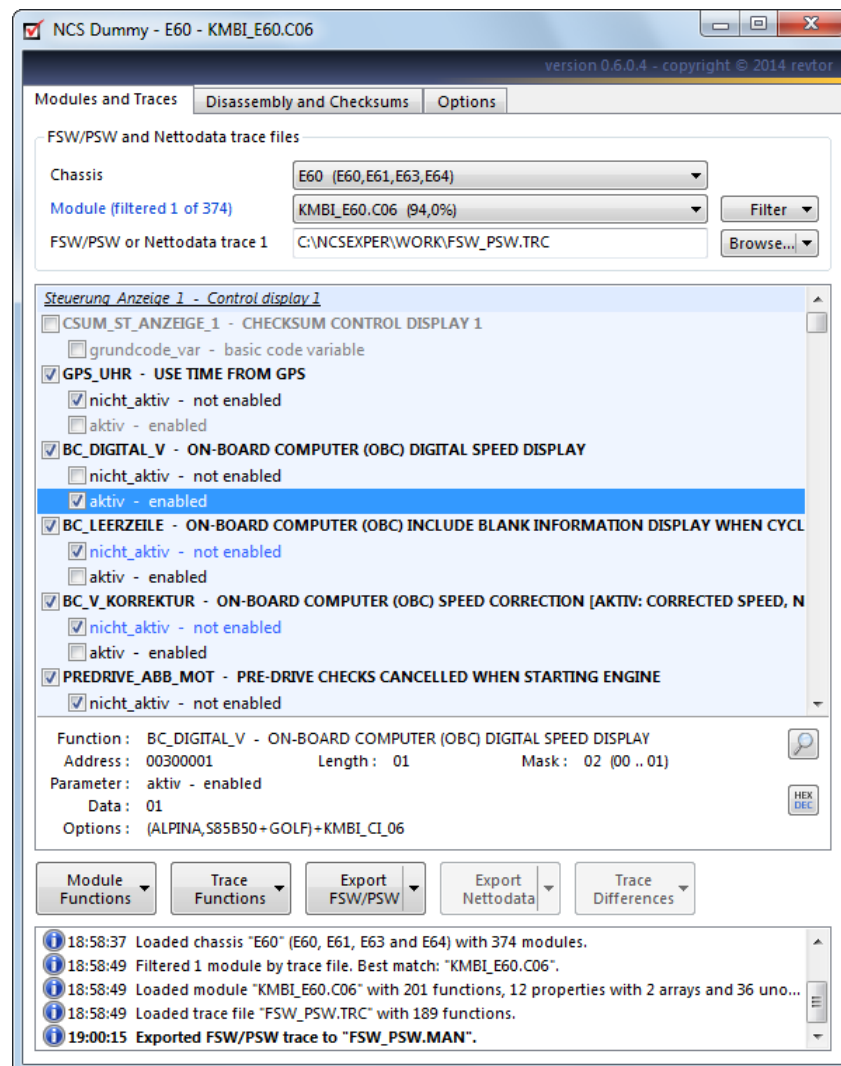 NCS Dummy - E60 - KMBI_E60.C06
version 0.6.0.4 - copyright © 2014 revtor
Modules and Traces Disassembly and Checksums Options
FSW/PSW and Nettodata trace files
Chassis E60 (E60,E61,E63,E64)
Module (filtered 1 of 374) KMBI_E60.C06 (94,0%) Filter
FSW/PSW or Nettodata trace 1 C:\NCSEXPER\WORK\FSW_PSW.TRC Browse...
Steuerung Anzeige 1 - Control display 1
CSUM_ST_ANZEIGE_1 - CHECKSUM CONTROL DISPLAY 1
grundcode_var - basic code variable
GPS_UHR - USE TIME FROM GPS
nicht_aktiv - not enabled
aktiv - enabled
BC_DIGITAL_V - ON-BOARD COMPUTER (OBC) DIGITAL SPEED DISPLAY
nicht_aktiv - not enabled
aktiv - enabled
BC_LEERZEILE - ON-BOARD COMPUTER (OBC) INCLUDE BLANK INFORMATION DISPLAY WHEN CYCL
nicht_aktiv - not enabled
aktiv - enabled
BC_V_KORREKTUR - ON-BOARD COMPUTER (OBC) SPEED CORRECTION [AKTIV: CORRECTED SPEED, N
nicht_aktiv - not enabled
aktiv - enabled
PREDRIVE_ABB_MOT - PRE-DRIVE CHECKS CANCELLED WHEN STARTING ENGINE
nicht_aktiv - not enabled
Function : BC_DIGITAL_V - ON-BOARD COMPUTER (OBC) DIGITAL SPEED DISPLAY
Address : 00300001 Length : 01 Mask : 02 (00 .. 01)
Parameter : aktiv - enabled
Data : 01
HEX
DEC
Options : (ALPINA,S85B50+GOLF)+KMBI_CI_06
Module Functions Trace Functions Export FSW/PSW Export Nettodata Trace Differences
18:58:37 Loaded chassis "E60" (E60, E61, E63 and E64) with 374 modules.
18:58:49 Filtered 1 module by trace file. Best match: "KMBI_E60.C06".
18:58:49 Loaded module "KMBI_E60.C06" with 201 functions, 12 properties with 2 arrays and 36 uno...
18:58:49 Loaded trace file "FSW_PSW.TRC" with 189 functions.
19:00:15 Exported FSW/PSW trace to "FSW_PSW.MAN".